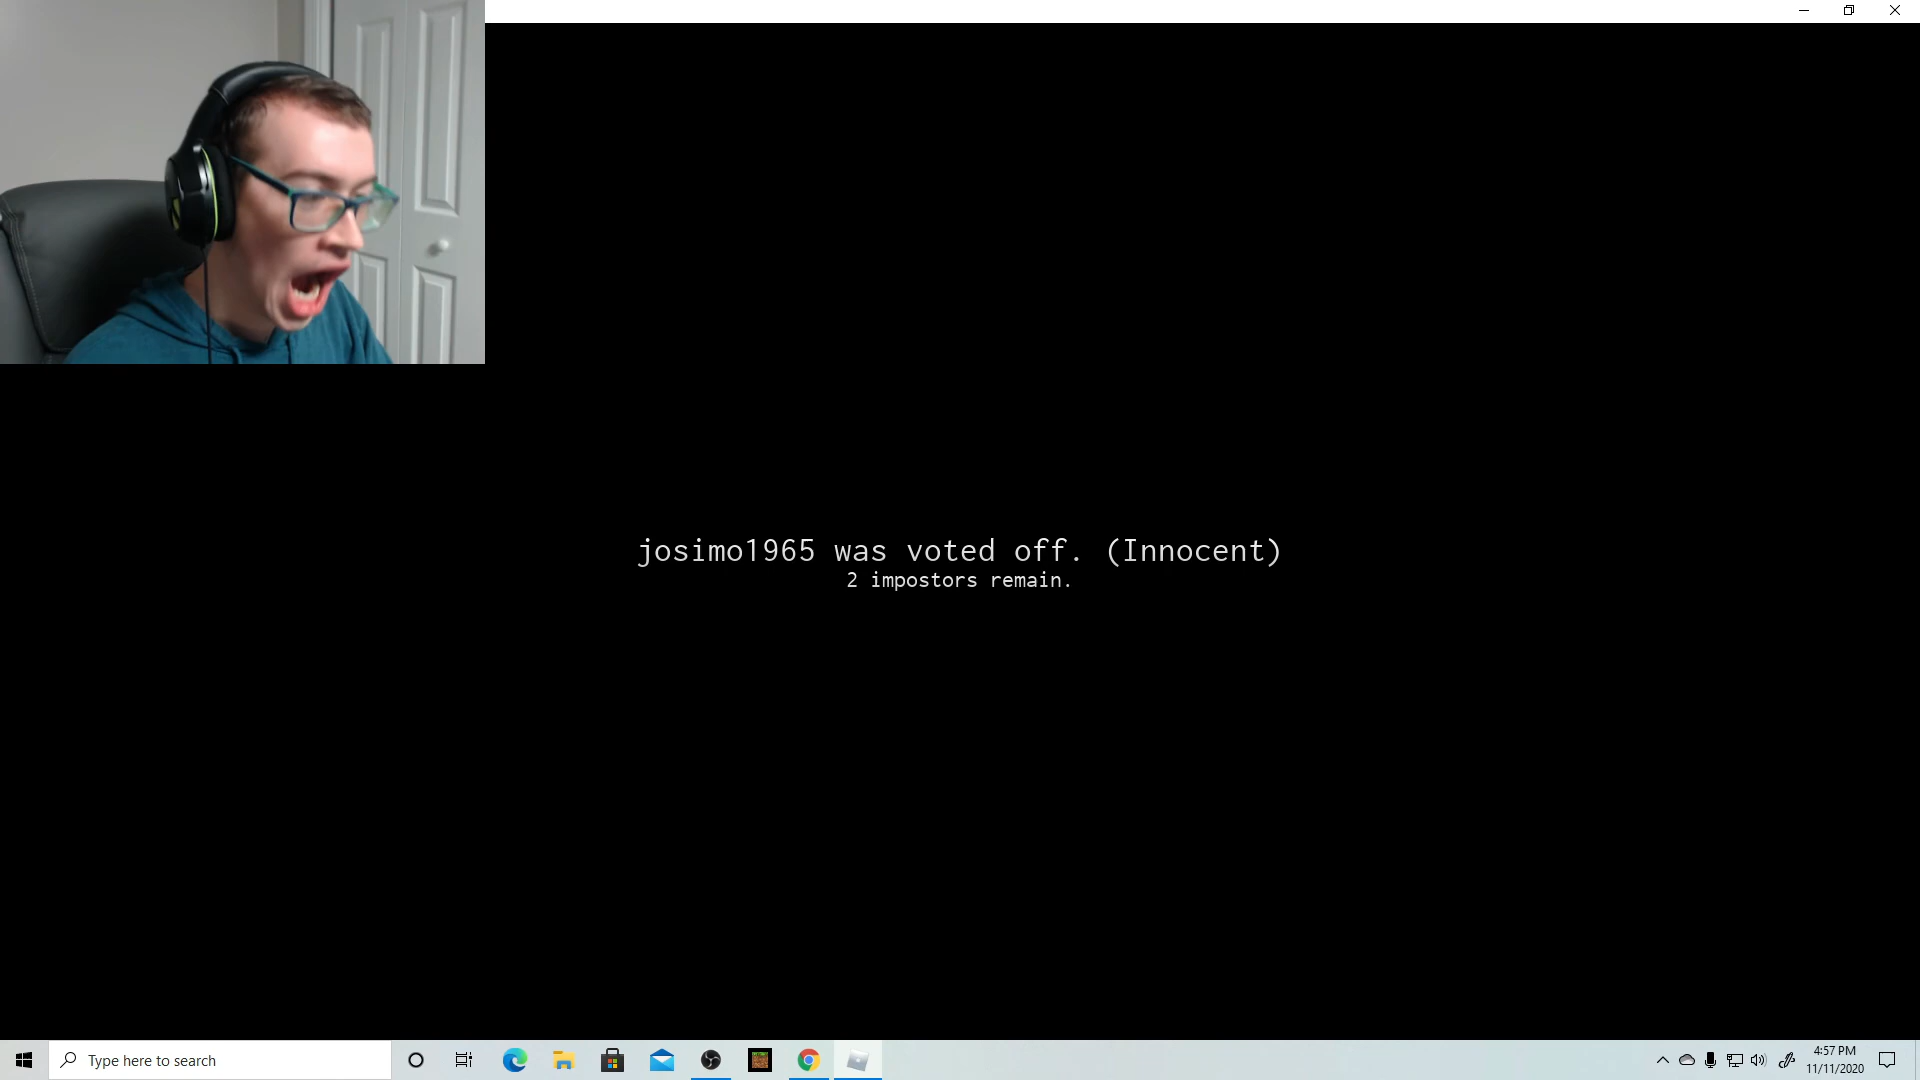 josimo1965 was voted off. (Innocent)
2 impostors remain.
Type here to search
4:57 PM
11/11/2020